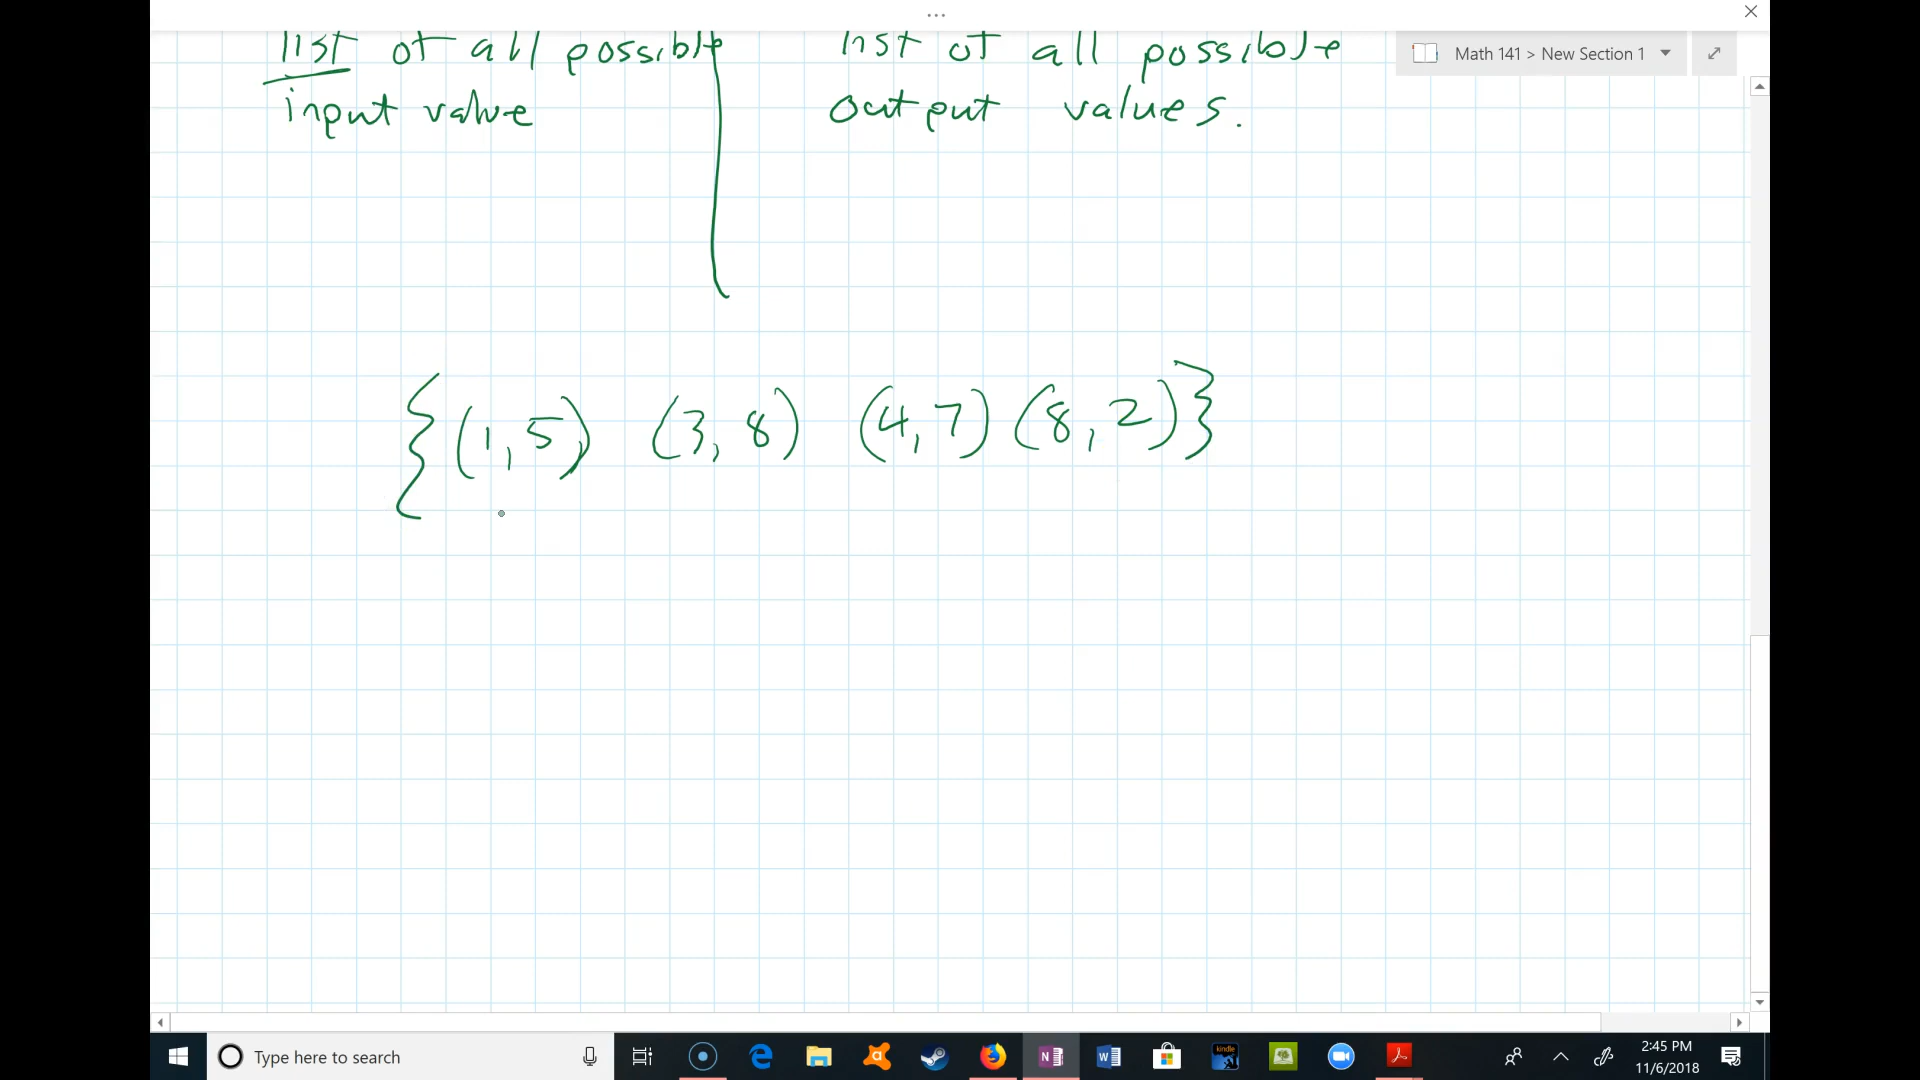 ...
Math 141 > New Section 1
list of all possible
input value
list of all possible
output values.
{(1,5), (3,8) (4,7)(8,2)}
Type here to search
2:45 PM
11/6/2018